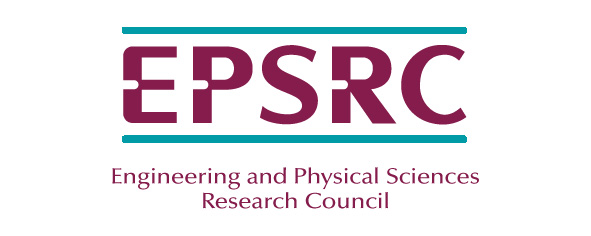 EPSRC
Engineering and Physical Sciences
Research Council